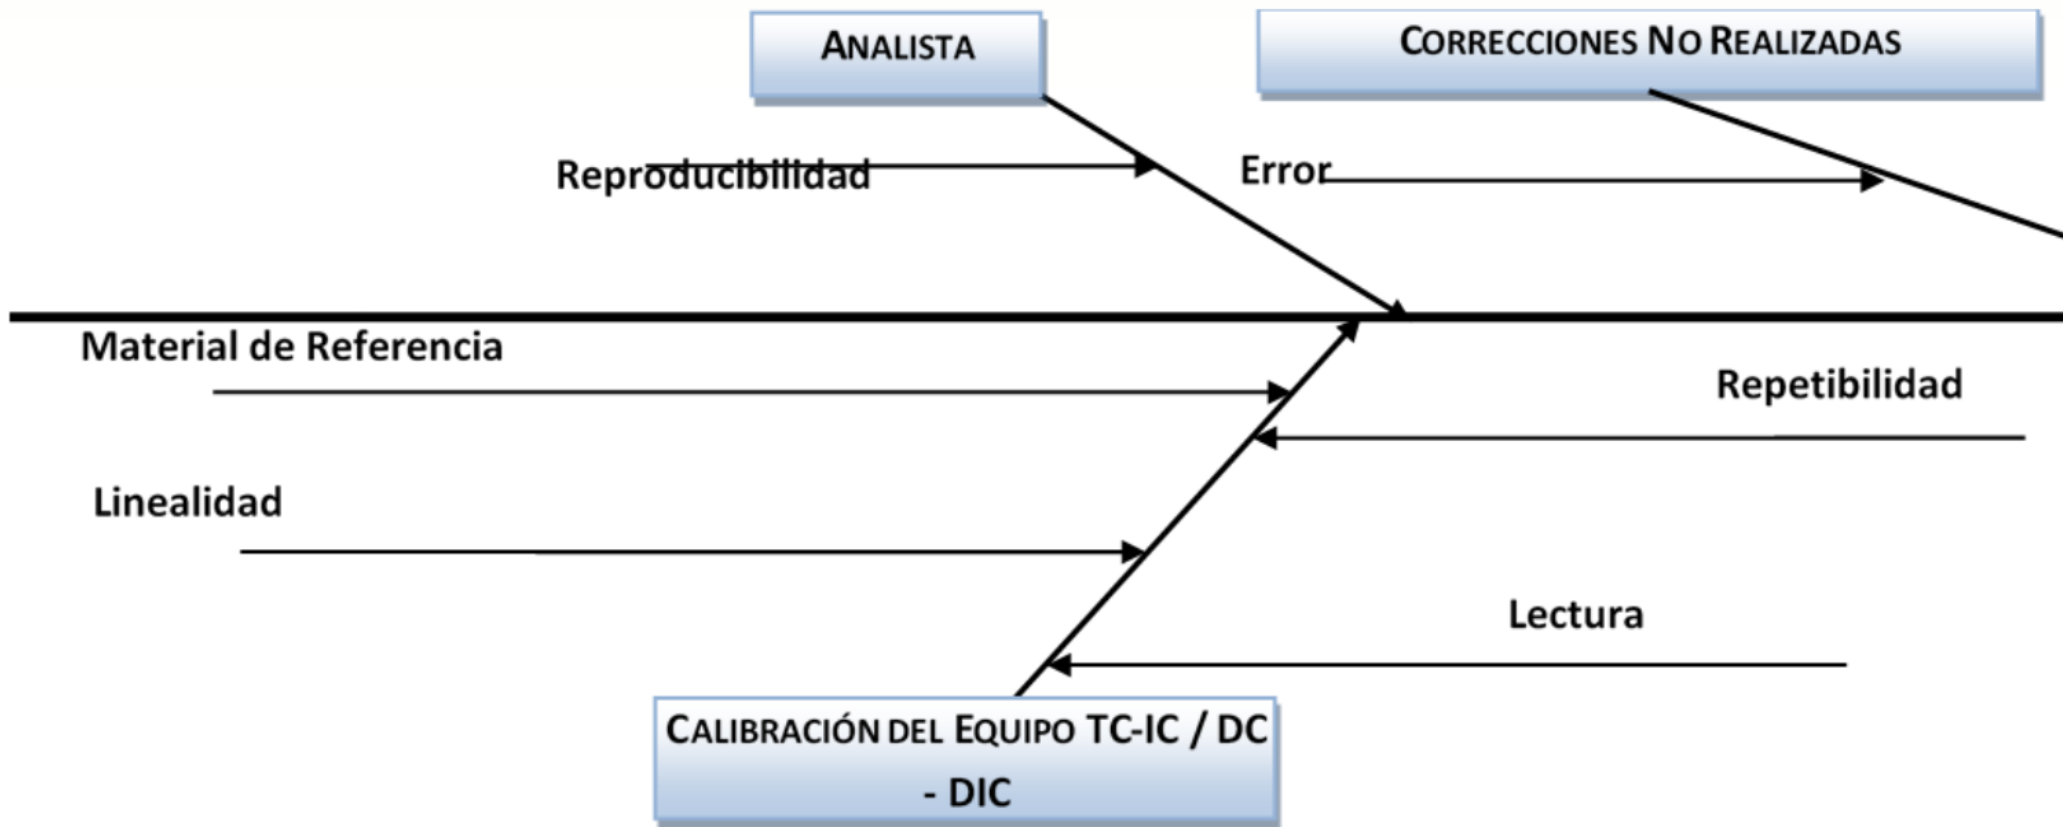 ANALISTA
CORRECCIONES NO REALIZADAS
Reproducibilidad
Error
Material de Referencia
Repetibilidad
Linealidad
Lectura
CALIBRACIÓN DEL EQUIPO TC-IC / DC
- DIC